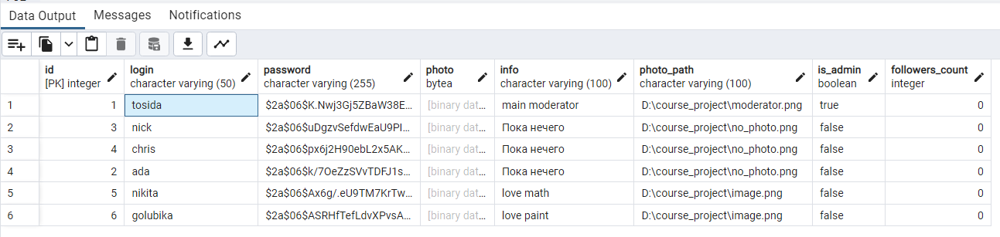 Data Output Messages Notifications
id login password photo info photo_path is_admin followers_count
[PK] integer character varying (50) character varying (255) bytea character varying (100) character varying (100) boolean integer
1 1 tosida $2a$06$K.Nwj3Gj5ZBaW38E... [binary dat... main moderator D:\course_project\moderator.png true 0
2 3 nick $2a$06$uDgzvSefdwEaU9PI... [binary dat... Пока нечего D:\course_project\no_photo.png false 0
3 4 chris $2a$06$px6j2H90ebL2x5AK... [binary dat... Пока нечего D:\course_project\no_photo.png false 0
4 2 ada $2a$06$k/7OeZzSVvTDFJ1s... [binary dat... Пока нечего D:\course_project\no_photo.png false 0
5 5 nikita $2a$06$Ax6g/.eU9TM7KrTw... [binary dat... love math D:\course_project\image.png false 0
6 6 golubika $2a$06$ASRHfTefLdvXPvsA... [binary dat... love paint D:\course_project\image.png false 0